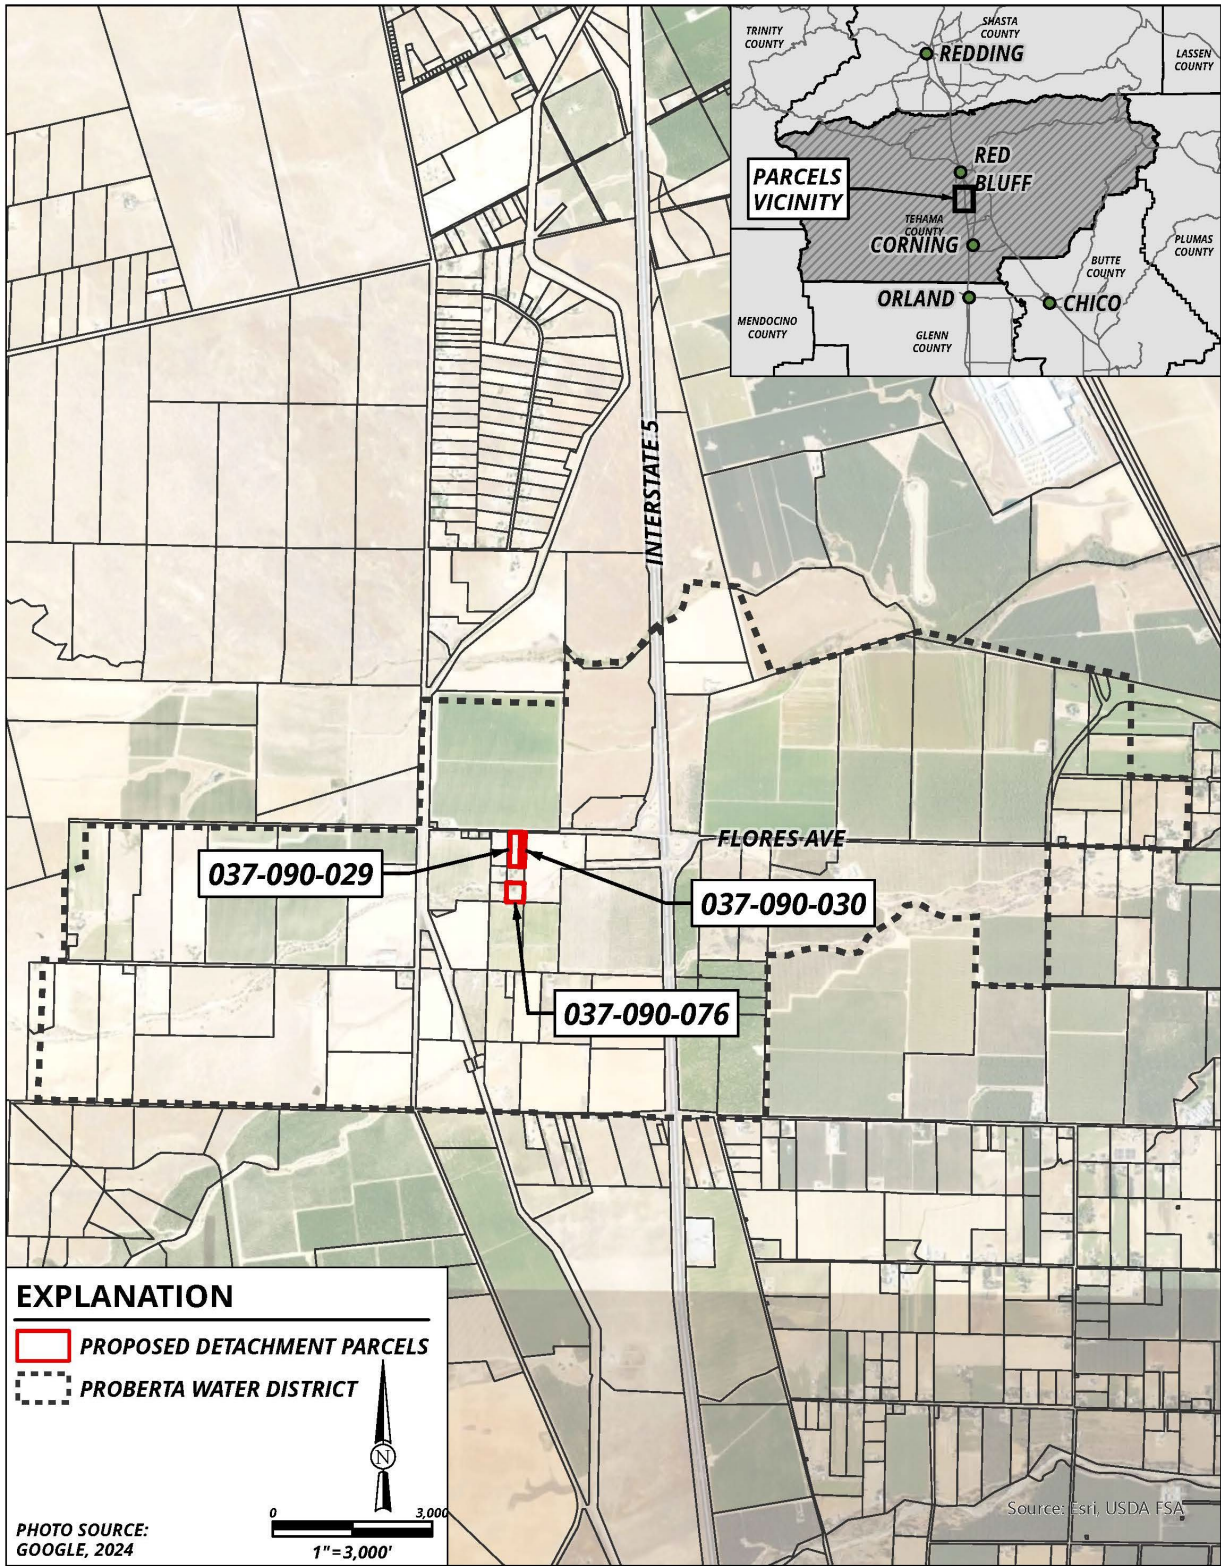 SHASTA
COUNTY
TRINITY
COUNTY
REDDING
LASSEN
COUNTY
RED
BLUFF
PARCELS
VICINITY
TEHAMA
COUNTY
CORNING
PLUMAS
COUNTY
BUTTE
COUNTY
ORLAND
CHICO
MENDOCINO
COUNTY
GLENN
COUNTY
INTERSTATE 5
FLORES AVE
037-090-029
037-090-030
037-090-076
EXPLANATION
PROPOSED DETACHMENT PARCELS
PROBERTA WATER DISTRICT
N
0 3,000
1"=3,000'
PHOTO SOURCE:
GOOGLE, 2024
Source: Esri, USDA FSA